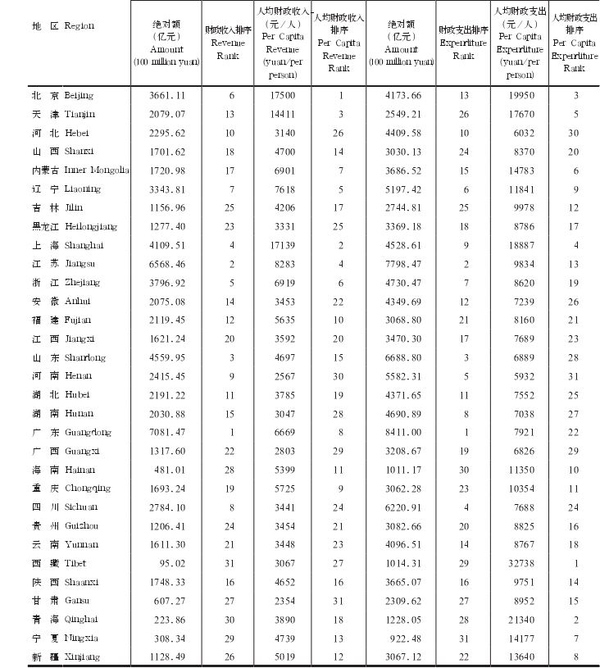 地 区 Region 绝对额 (亿元) Amount (100 million yuan) 财政收入排序 Revenue Rank 人均财政收入 (元/人) Per Capita Revenue (yuan/per person) 人均财政收入排序 Per Capita Revenue Rank 绝对额 (亿元) Amount (100 million yuan) 财政支出排序 Expenrliture Rank 人均财政支出 (元/人) Per Capita Expenrliture (yuan/per person) 人均财政支出排序 Per Capita Expenrliture Rank
北 京 Beijing 3661.11 6 17500 1 4173.66 13 19950 3
天 津 Tianjin 2079.07 13 14411 3 2549.21 26 17670 5
河 北 Hebei 2295.62 10 3140 26 4409.58 10 6032 30
山 西 Shanxi 1701.62 18 4700 14 3030.13 24 8370 20
内蒙古 Inner Mongolia 1720.98 17 6901 7 3686.52 15 14783 6
辽 宁 Liaoning 3343.81 7 7618 5 5197.42 6 11841 9
吉 林 Jilin 1156.96 25 4206 17 2744.81 25 9978 12
黑龙江 Heilongjiang 1277.40 23 3331 25 3369.18 18 8786 17
上 海 Shanghai 4109.51 4 17139 2 4528.61 9 18887 4
江 苏 Jiangsu 6568.46 2 8283 4 7798.47 2 9834 13
浙 江 Zhejiang 3796.92 5 6919 6 4730.47 7 8620 19
安 徽 Anhui 2075.08 14 3453 22 4349.69 12 7239 26
福 建 Fujian 2119.45 12 5635 10 3068.80 21 8160 21
江 西 Jiangxi 1621.24 20 3592 20 3470.30 17 7689 23
山 东 Shanrlong 4559.95 3 4697 15 6688.80 3 6889 28
河 南 Henan 2415.45 9 2567 30 5582.31 5 5932 31
湖 北 Hubei 2191.22 11 3785 19 4371.65 11 7552 25
湖 南 Hunan 2030.88 15 3047 28 4690.89 8 7038 27
广 东 Guangrlong 7081.47 1 6669 8 8411.00 1 7921 22
广 西 Guangxi 1317.60 22 2803 29 3208.67 19 6826 29
海 南 Hainan 481.01 28 5399 11 1011.17 30 11350 10
重 庆 Chongqing 1693.24 19 5725 9 3062.28 23 10354 11
四 川 Sichuan 2784.10 8 3441 24 6220.91 4 7688 24
贵 州 Guizhou 1206.41 24 3454 21 3082.66 20 8825 16
云 南 Yunnan 1611.30 21 3448 23 4096.51 14 8767 18
西 藏 Tibet 95.02 31 3067 27 1014.31 29 32738 1
陕 西 Shaanxi 1748.33 16 4652 16 3665.07 16 9751 14
甘 肃 Gansu 607.27 27 2354 31 2309.62 27 8952 15
青 海 Qinghai 223.86 30 3890 18 1228.05 28 21340 2
宁 夏 Ningxia 308.34 29 4739 13 922.48 31 14177 7
新 疆 Xinjiang 1128.49 26 5019 12 3067.12 22 13640 8